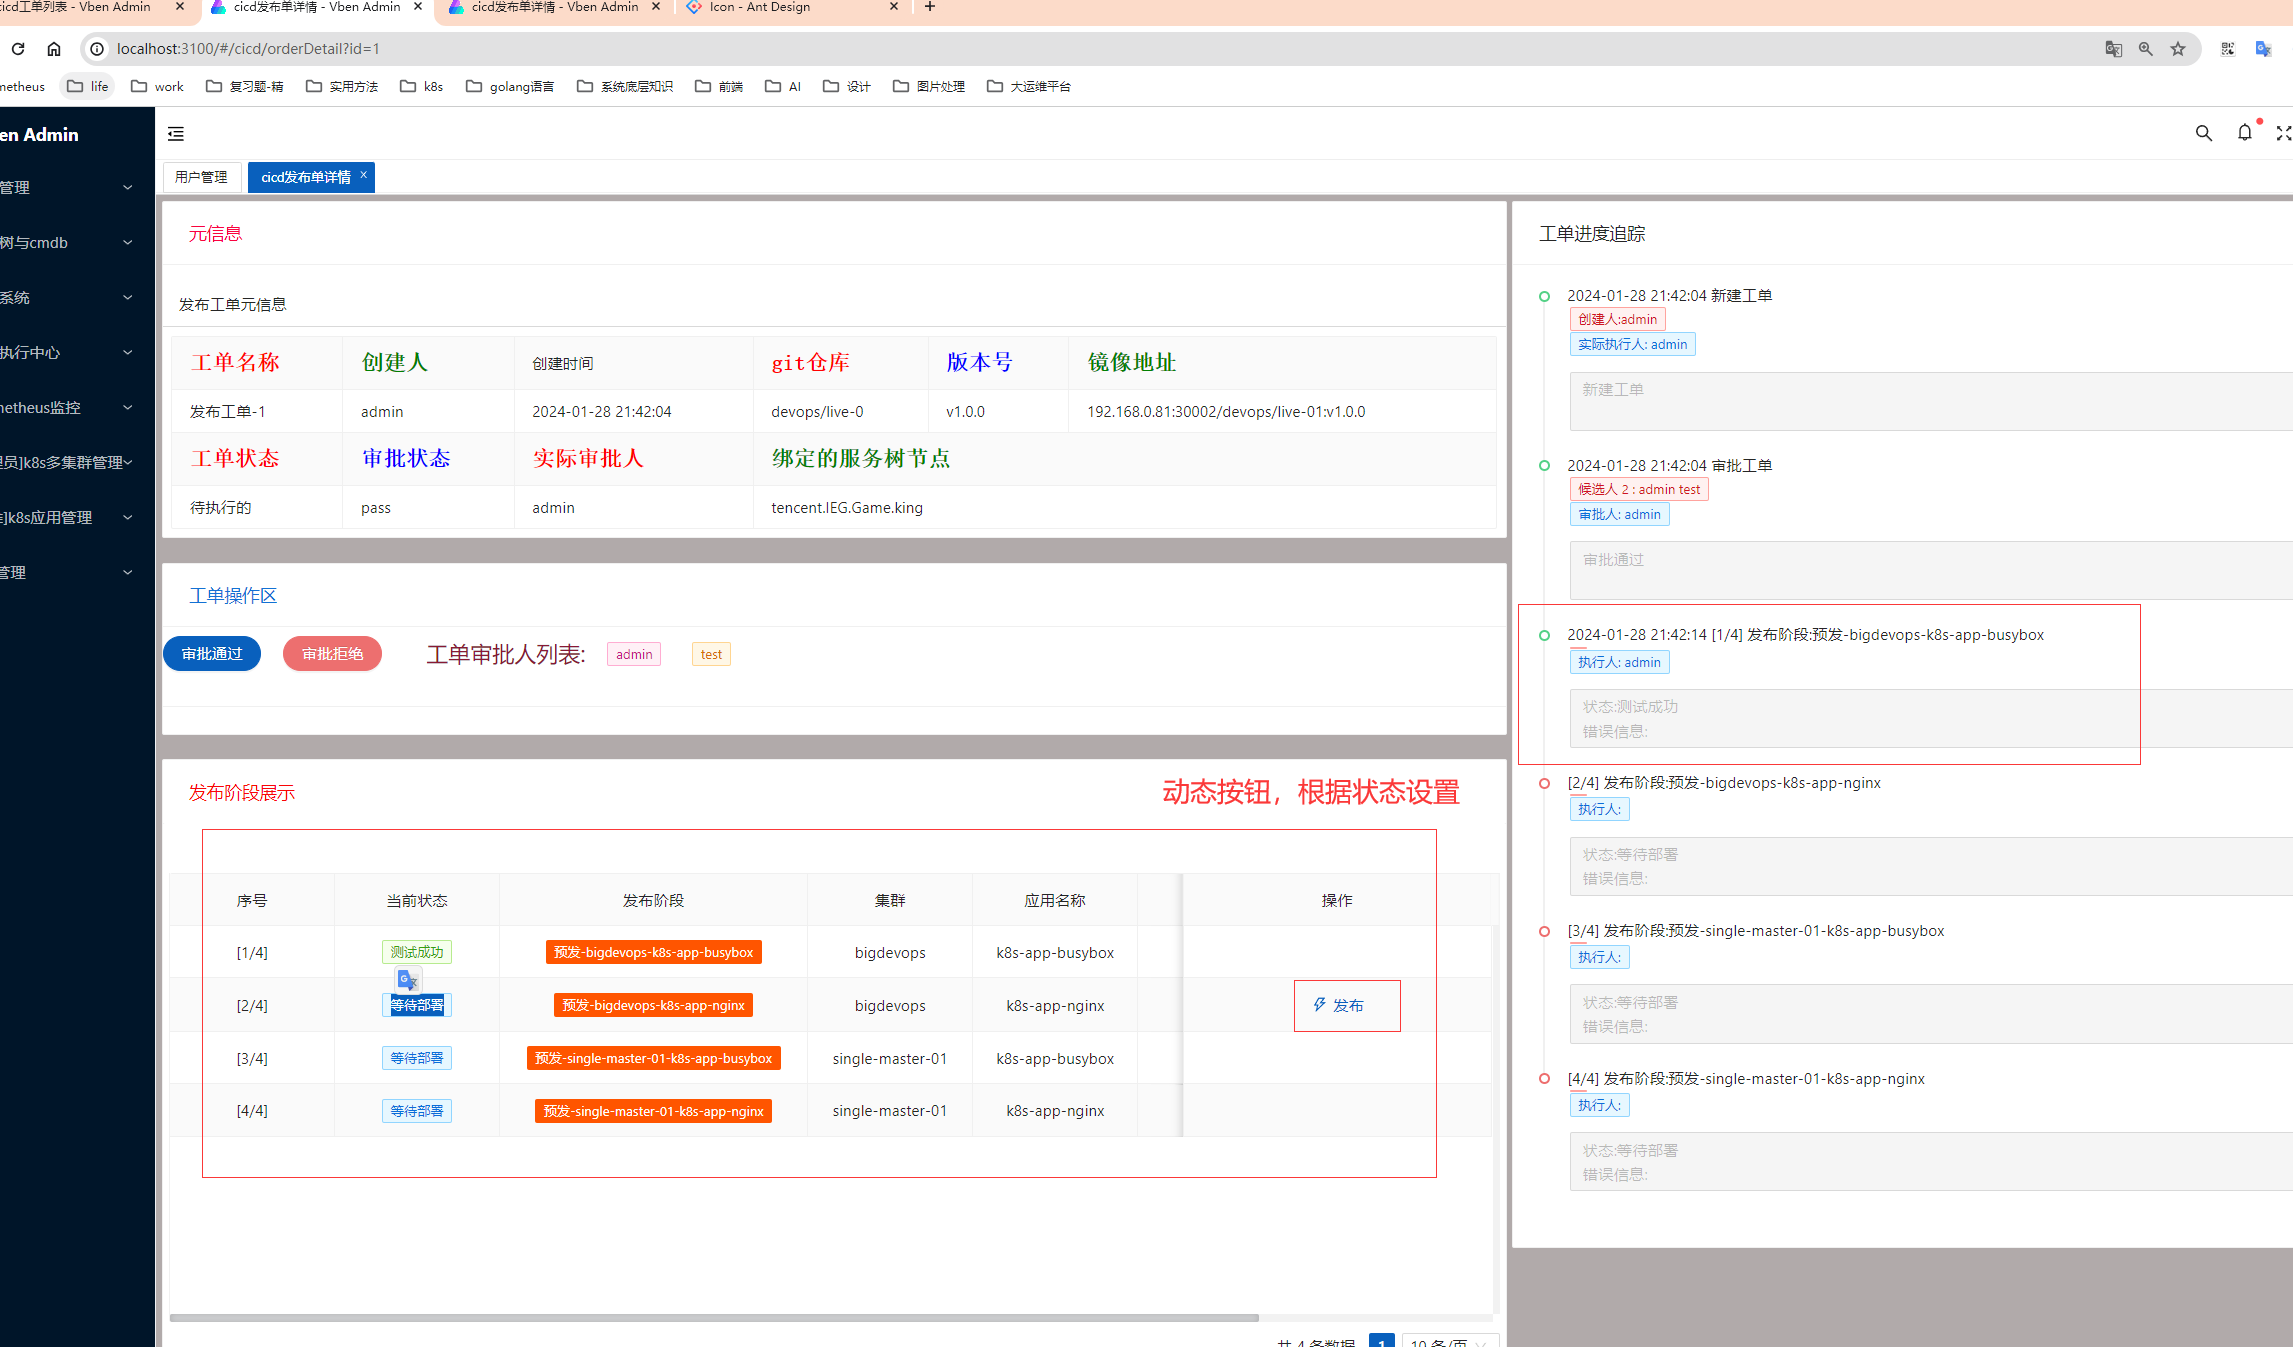 cicd工单列表 - Vben Admin
cicd发布单详情 - Vben Admin
cicd发布单详情 - Vben Admin
Icon - Ant Design
localhost:3100/#/cicd/orderDetail?id=1
metheus
life
work
复习题-精
实用方法
k8s
golang语言
系统底层知识
前端
AI
设计
图片处理
大运维平台
en Admin
管理
树与cmdb
系统
执行中心
netheus监控
员]k8s多集群管理
]k8s应用管理
管理
用户管理
cicd发布单详情
元信息
发布工单元信息
工单名称 创建人 创建时间 git仓库 版本号 镜像地址
发布工单-1 admin 2024-01-28 21:42:04 devops/live-0 v1.0.0 192.168.0.81:30002/devops/live-01:v1.0.0
工单状态 审批状态 实际审批人 绑定的服务树节点
待执行的 pass admin tencent.IEG.Game.king
工单操作区
审批通过 审批拒绝 工单审批人列表: admin test
发布阶段展示
动态按钮，根据状态设置
序号 当前状态 发布阶段 集群 应用名称 操作
[1/4] 测试成功 预发-bigdevops-k8s-app-busybox bigdevops k8s-app-busybox
[2/4] 等待部署 预发-bigdevops-k8s-app-nginx bigdevops k8s-app-nginx 发布
[3/4] 等待部署 预发-single-master-01-k8s-app-busybox single-master-01 k8s-app-busybox
[4/4] 等待部署 预发-single-master-01-k8s-app-nginx single-master-01 k8s-app-nginx
共 4 条数据 1 10 条/页
工单进度追踪
2024-01-28 21:42:04 新建工单
创建人:admin
实际执行人: admin
新建工单
2024-01-28 21:42:04 审批工单
候选人 2 : admin test
审批人: admin
审批通过
2024-01-28 21:42:14 [1/4] 发布阶段:预发-bigdevops-k8s-app-busybox
执行人: admin
状态:测试成功
错误信息:
[2/4] 发布阶段:预发-bigdevops-k8s-app-nginx
执行人:
状态:等待部署
错误信息:
[3/4] 发布阶段:预发-single-master-01-k8s-app-busybox
执行人:
状态:等待部署
错误信息:
[4/4] 发布阶段:预发-single-master-01-k8s-app-nginx
执行人:
状态:等待部署
错误信息: